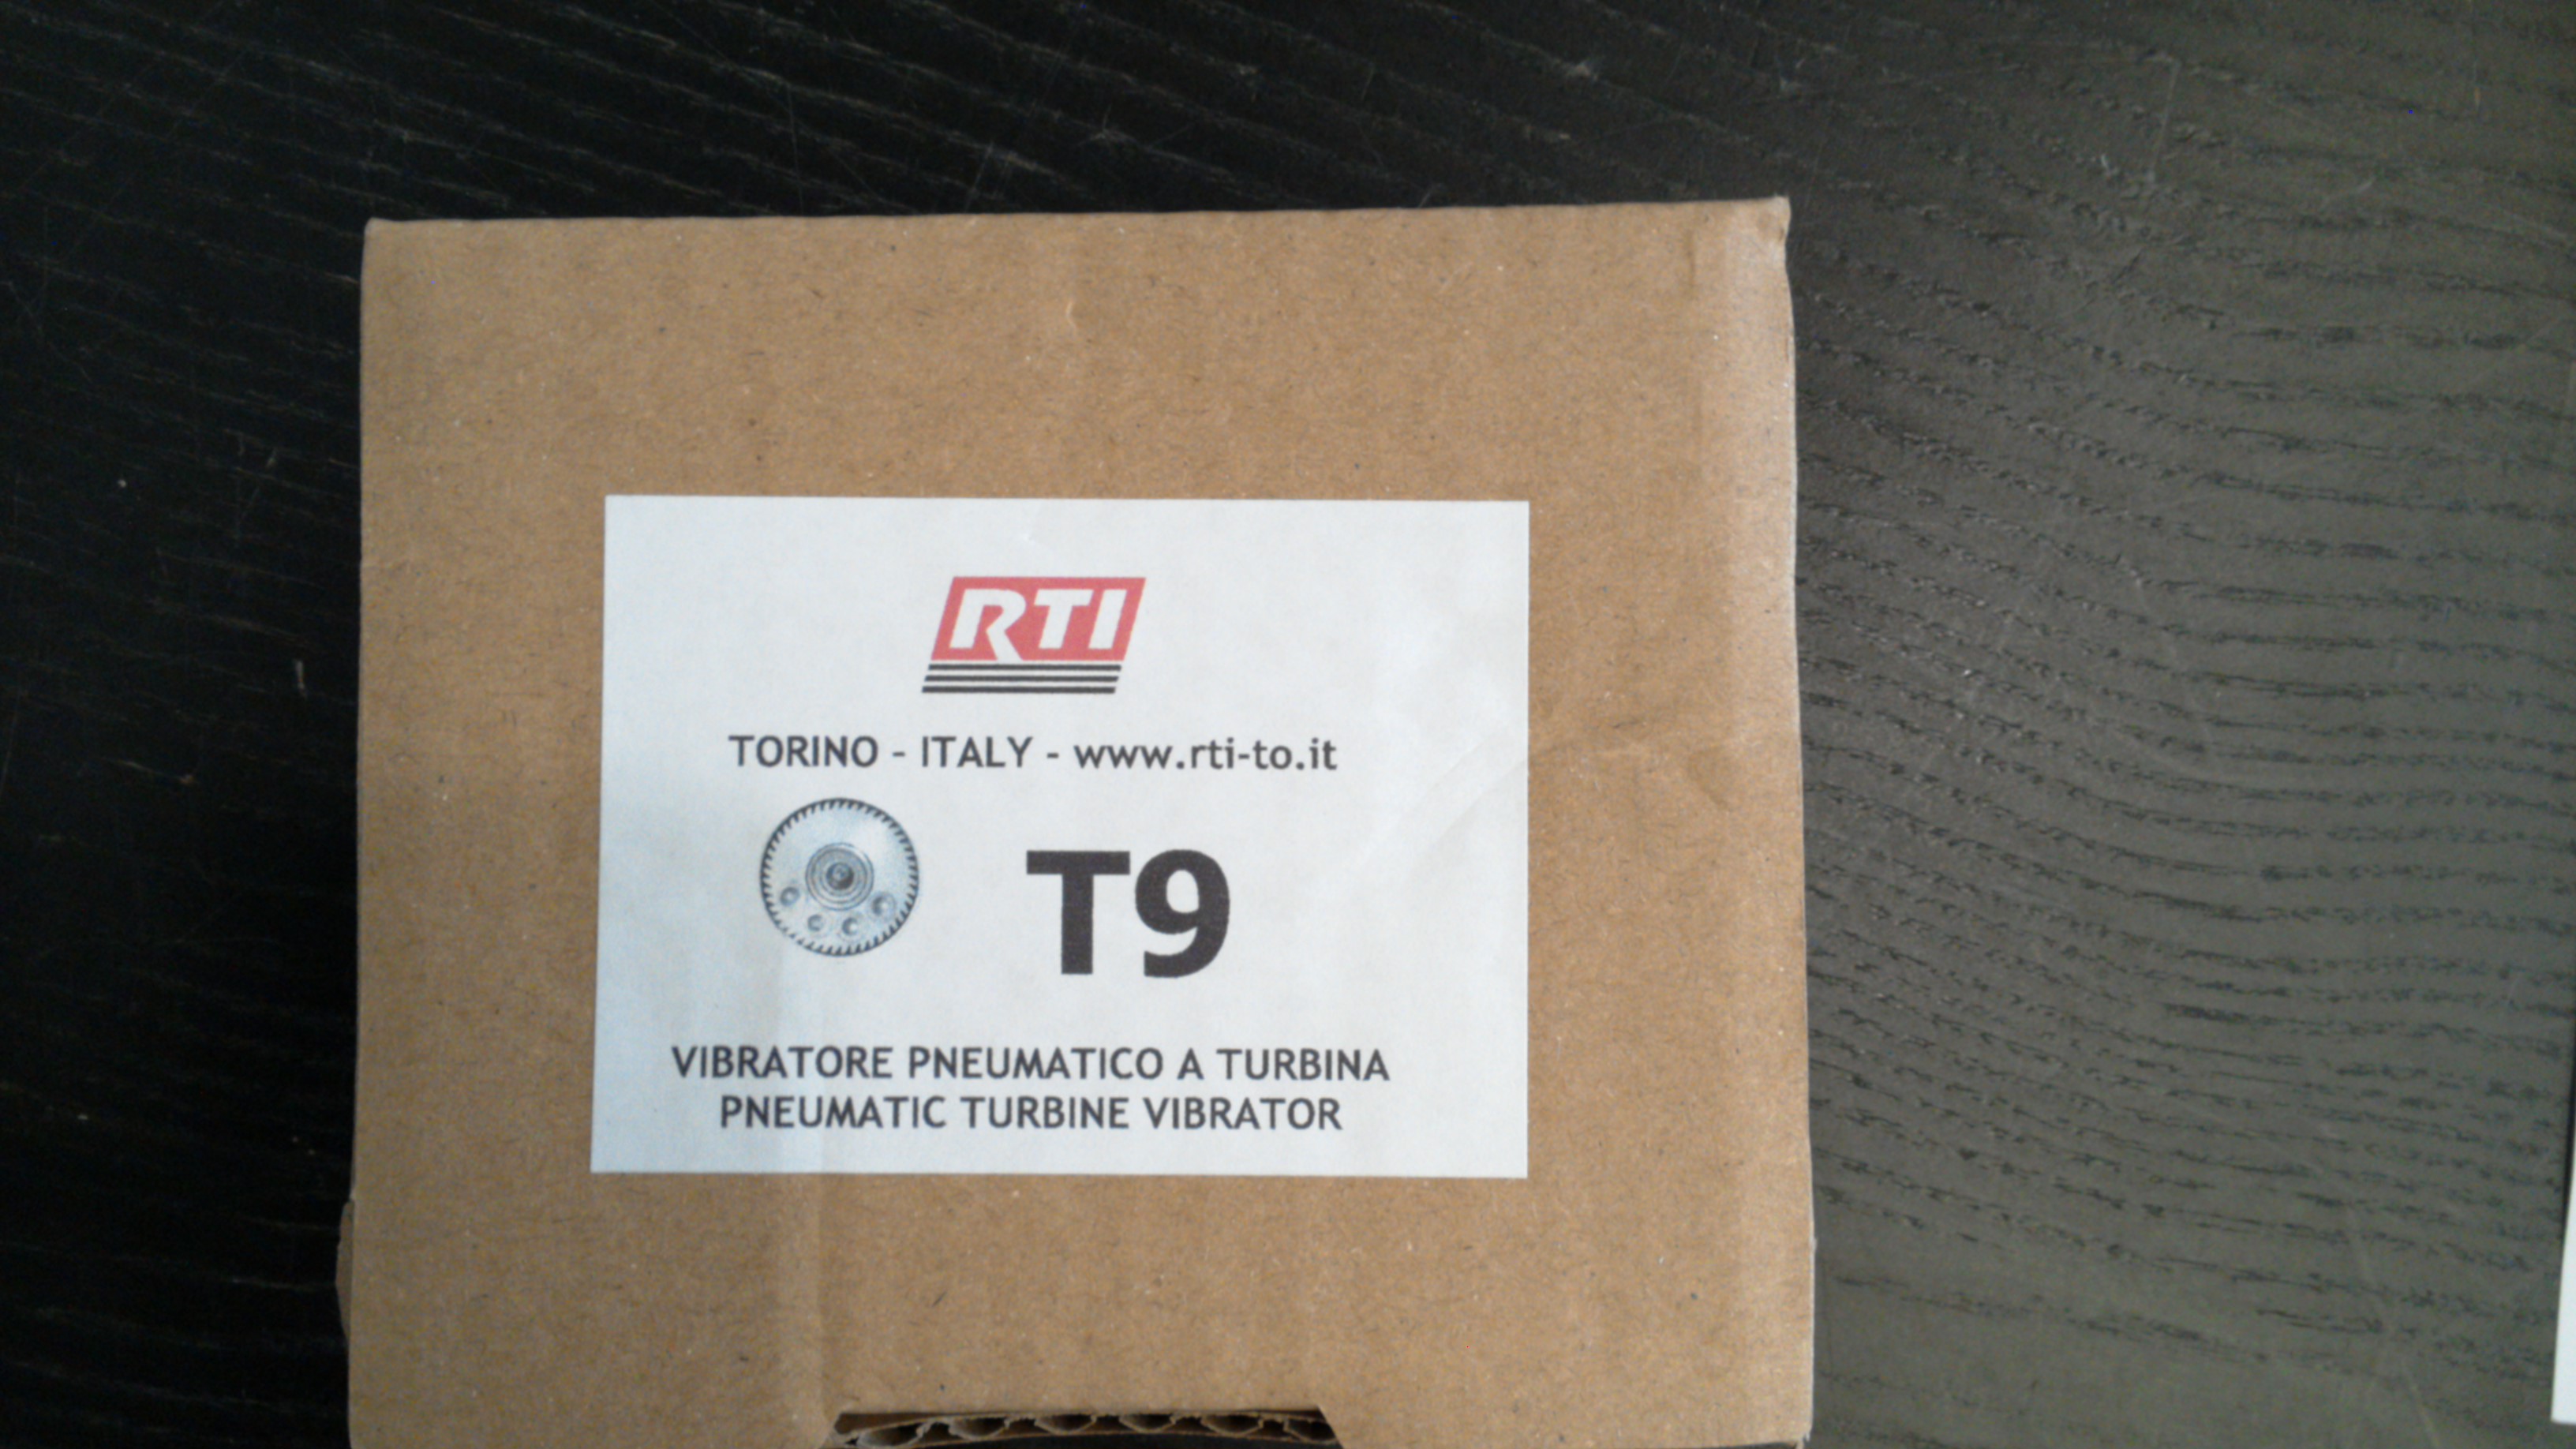 RTI
TORINO - ITALY - www.rti-to.it
T9
VIBRATORE PNEUMATICO A TURBINA
PNEUMATIC TURBINE VIBRATOR